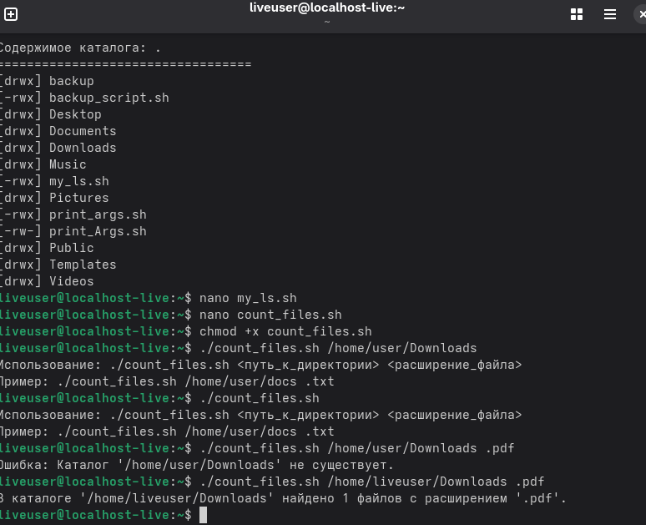 liveuser@localhost-live:~
~
Содержимое каталога: .
==================================
[drwx] backup
[-rwx] backup_script.sh
[drwx] Desktop
[drwx] Documents
[drwx] Downloads
[drwx] Music
[-rwx] my_ls.sh
[drwx] Pictures
[-rwx] print_args.sh
[-rw-] print_Args.sh
[drwx] Public
[drwx] Templates
[drwx] Videos
liveuser@localhost-live:~$ nano my_ls.sh
liveuser@localhost-live:~$ nano count_files.sh
liveuser@localhost-live:~$ chmod +x count_files.sh
liveuser@localhost-live:~$ ./count_files.sh /home/user/Downloads
Использование: ./count_files.sh <путь_к_директории> <расширение_файла>
Пример: ./count_files.sh /home/user/docs .txt
liveuser@localhost-live:~$ ./count_files.sh
Использование: ./count_files.sh <путь_к_директории> <расширение_файла>
Пример: ./count_files.sh /home/user/docs .txt
liveuser@localhost-live:~$ ./count_files.sh /home/user/Downloads .pdf
Ошибка: Каталог '/home/user/Downloads' не существует.
liveuser@localhost-live:~$ ./count_files.sh /home/liveuser/Downloads .pdf
В каталоге '/home/liveuser/Downloads' найдено 1 файлов с расширением '.pdf'.
liveuser@localhost-live:~$